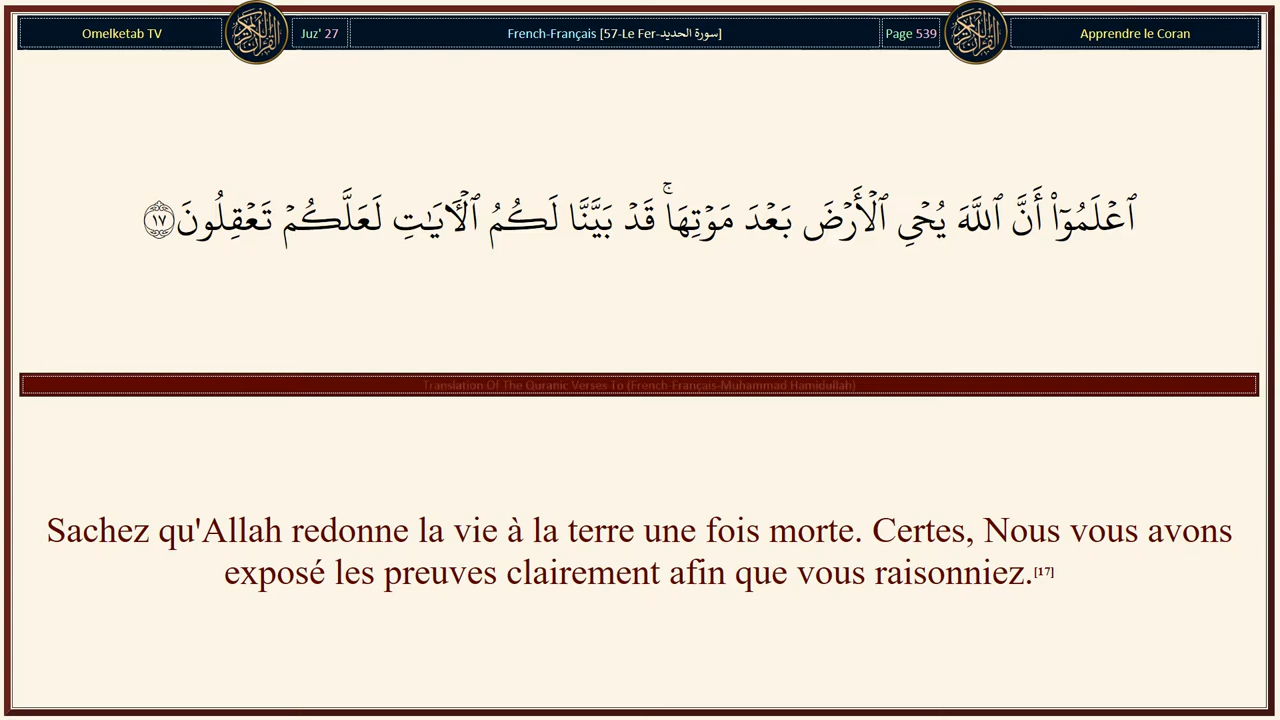 Omelketab TV
Juz' 27
French-Français [57-Le Fer-سورة الحديد]
Page 539
Apprendre le Coran
ٱعۡلَمُوٓاْ أَنَّ ٱللَّهَ يُحۡيِ ٱلۡأَرۡضَ بَعۡدَ مَوۡتِهَاۚ قَدۡ بَيَّنَّا لَكُمُ ٱلۡأٓيَٰتِ لَعَلَّكُمۡ تَعۡقِلُونَ ١٧
Translation Of The Quranic Verses To (French-Français-Muhammad Hamidullah)
Sachez qu'Allah redonne la vie à la terre une fois morte. Certes, Nous vous avons
exposé les preuves clairement afin que vous raisonniez.[17]